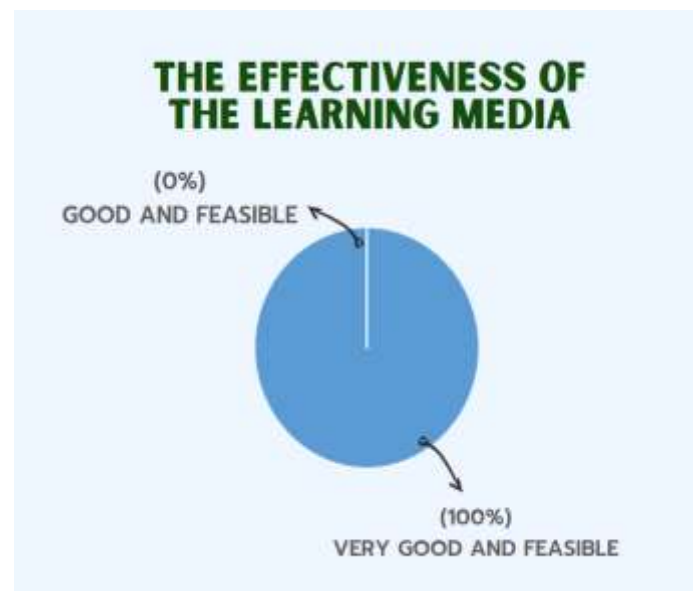 THE EFFECTIVENESS OF
THE LEARNING MEDIA
(0%)
GOOD AND FEASIBLE
(100%)
VERY GOOD AND FEASIBLE